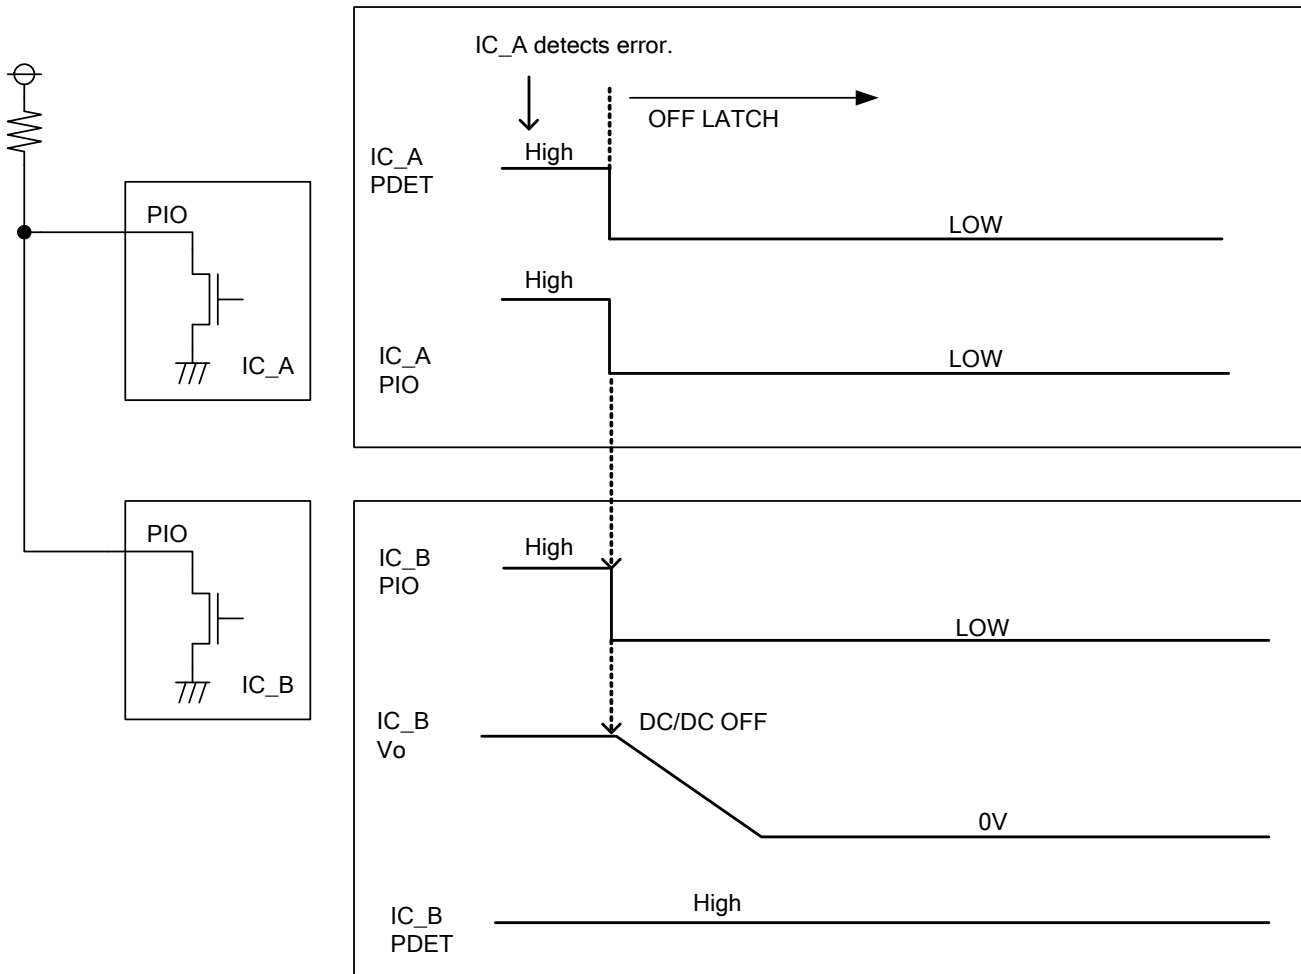 PIO
IC_A
PIO
IC_B
IC_A detects error.
OFF LATCH
IC_A
PDET
High
LOW
High
IC_A
PIO
LOW
IC_B
PIO
High
LOW
IC_B
Vo
DC/DC OFF
0V
IC_B
PDET
High